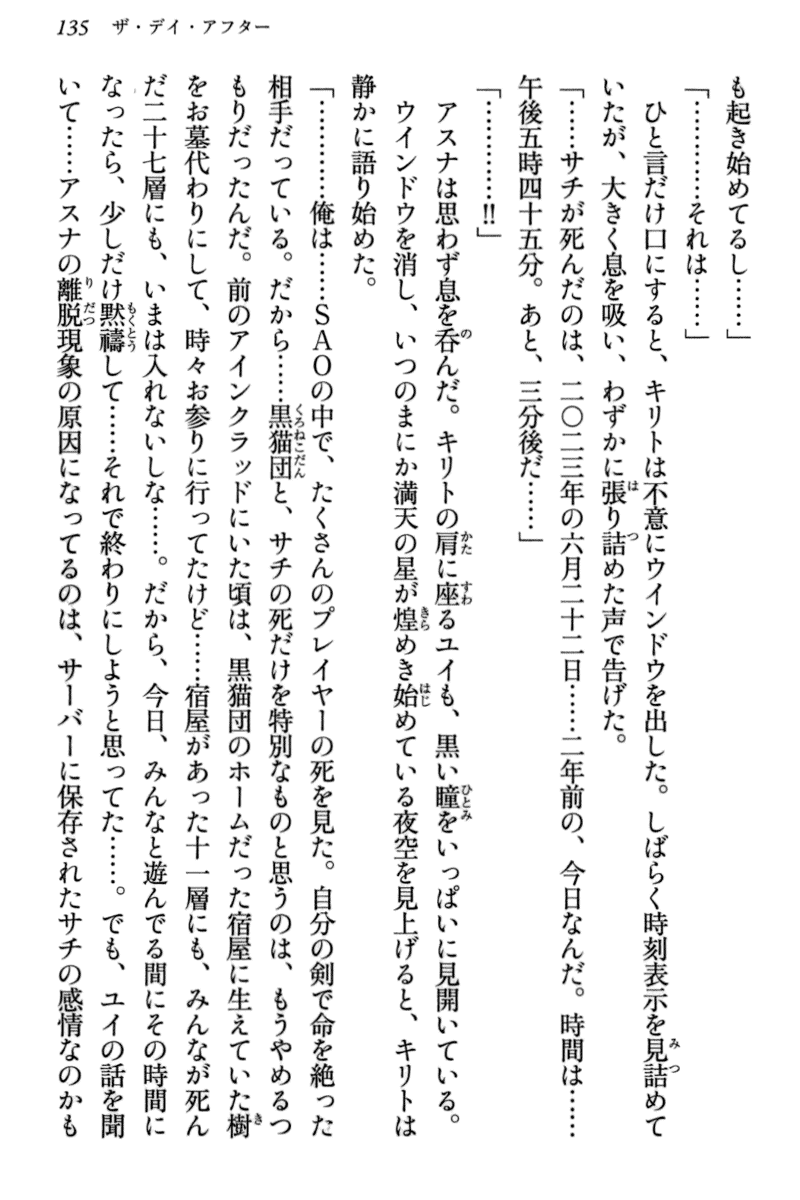 135 ザ・デイ・アフター
も起き始めてるし……」
「…………それは……」
ひと言だけ口にすると、キリトは不意にウインドウを出した。しばらく時刻表示を見詰めて
いたが、大きく息を吸い、わずかに張り詰めた声で告げた。
「……サチが死んだのは、二〇二三年の六月二十二日……二年前の、今日なんだ。時間は……
午後五時四十五分。あと、三分後だ……」
「…………!!」
アスナは思わず息を呑んだ。キリトの肩に座るユイも、黒い瞳をいっぱいに見開いている。
ウインドウを消し、いつのまにか満天の星が煌めき始めている夜空を見上げると、キリトは
静かに語り始めた。
「…………俺は……ＳＡＯの中で、たくさんのプレイヤーの死を見た。自分の剣で命を絶った
相手だっている。だから……黒猫団と、サチの死だけを特別なものと思うのは、もうやめるつ
もりだったんだ。前のアインクラッドにいた頃は、黒猫団のホームだった宿屋に生えていた樹
をお墓代わりにして、時々お参りに行ってたけど……宿屋があった十一層にも、みんなが死ん
だ二十七層にも、いまは入れないしな……。だから、今日、みんなと遊んでる間にその時間に
なったら、少しだけ黙禱して……それで終わりにしようと思ってた……。でも、ユイの話を聞
いて……アスナの離脱現象の原因になってるのは、サーバーに保存されたサチの感情なのかも